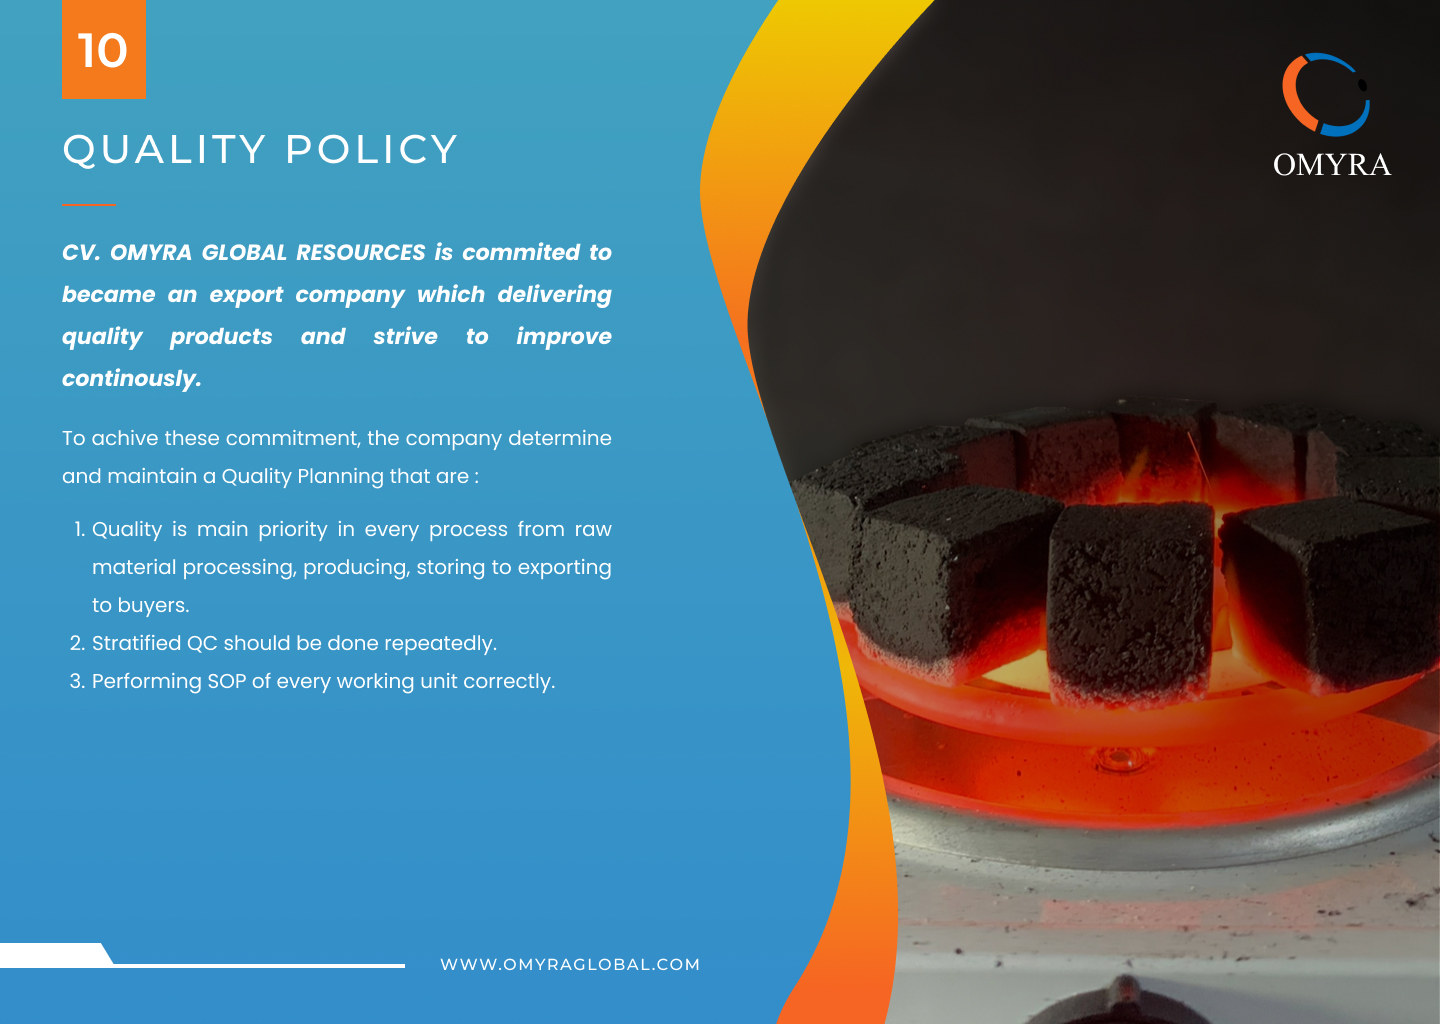 10
QUALITY POLICY
OMYRA
CV. OMYRA GLOBAL RESOURCES is commited to
became an export company which delivering
quality products and strive to improve
continously.
To achive these commitment, the company determine
and maintain a Quality Planning that are :
1. Quality is main priority in every process from raw
material processing, producing, storing to exporting
to buyers.
2. Stratified QC should be done repeatedly.
3. Performing SOP of every working unit correctly.
WWW.OMYRAGLOBAL.COM